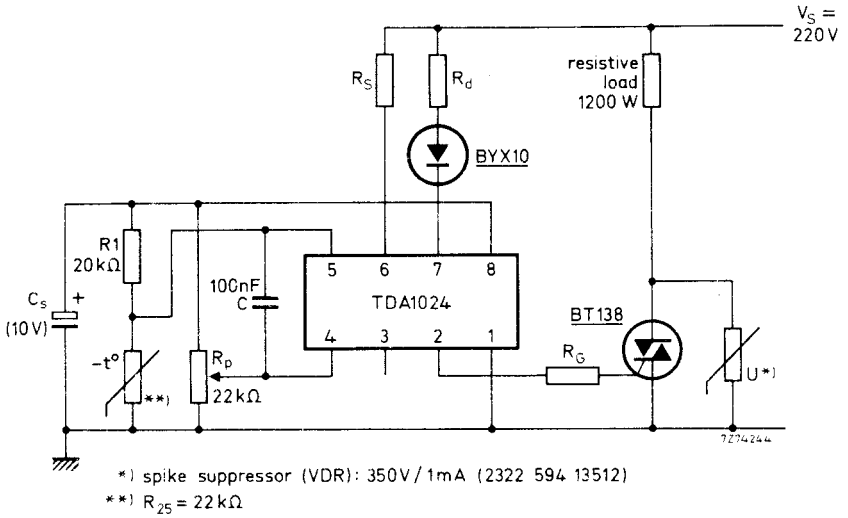 V_S =
220 V
R_S
R_d
resistive
load
1200 W
BYX10
R1
20 kΩ
100nF
C
5 6 7 8
TDA1024
4 3 2 1
C_s +
(10 V)
-t°
**)
R_p
22 kΩ
R_G
BT138
U*)
7Z74244
*) spike suppressor (VDR): 350V/1mA (2322 594 13512)
**) R_25 = 22 kΩ